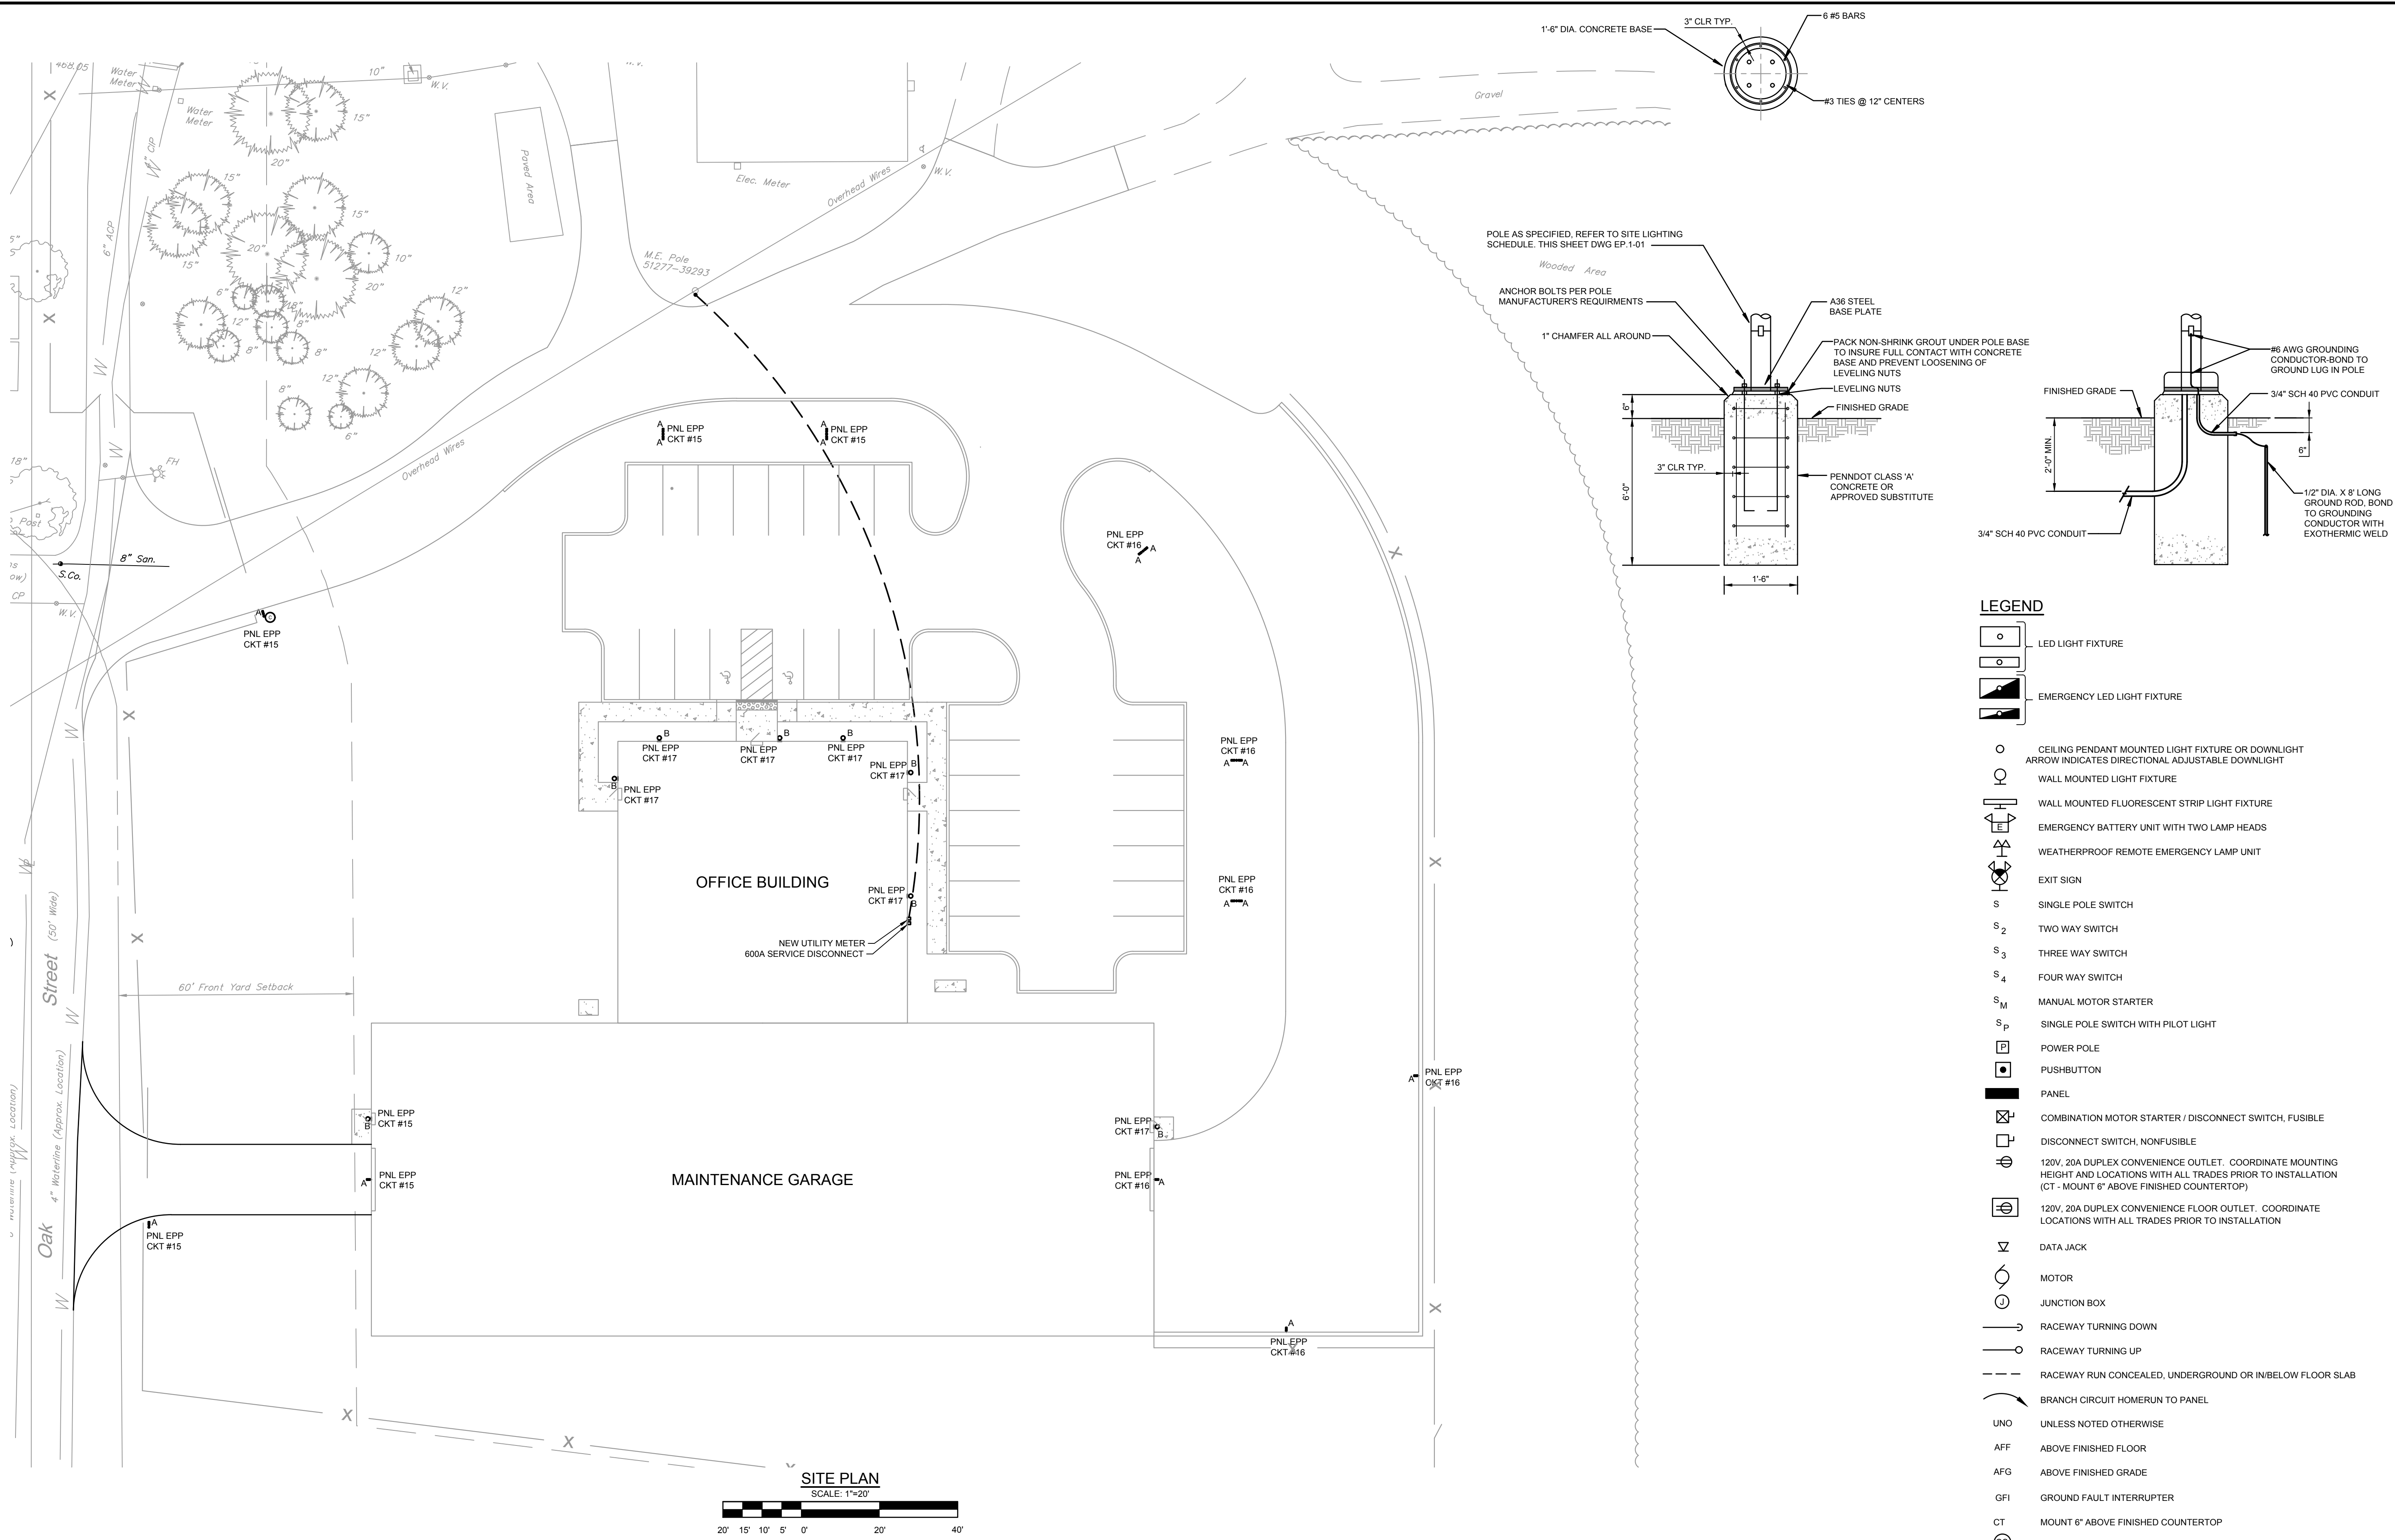 6 #5 BARS
3" CLR TYP.
1'-6" DIA. CONCRETE BASE
#3 TIES @ 12" CENTERS
468.05
Water
Meter
10"
W.V.
W.V.
Water
Meter
15"
Gravel
4" CIP
20"
Paved Area
Elec. Meter
Overhead Wires
W.V.
15"
15"
6" ACP
20"
15"
10"
20"
M.E. Pole
51277-39293
6"
18"
12"
12"
8"
8"
8"
12"
12"
8"
6"
POLE AS SPECIFIED, REFER TO SITE LIGHTING
SCHEDULE. THIS SHEET DWG EP.1-01
Wooded Area
ANCHOR BOLTS PER POLE
MANUFACTURER'S REQUIRMENTS
A36 STEEL
BASE PLATE
1" CHAMFER ALL AROUND
PACK NON-SHRINK GROUT UNDER POLE BASE
TO INSURE FULL CONTACT WITH CONCRETE
BASE AND PREVENT LOOSENING OF
LEVELING NUTS
LEVELING NUTS
FINISHED GRADE
6"
3" CLR TYP.
6'-0"
PENNDOT CLASS 'A'
CONCRETE OR
APPROVED SUBSTITUTE
1'-6"
#6 AWG GROUNDING
CONDUCTOR-BOND TO
GROUND LUG IN POLE
FINISHED GRADE
3/4" SCH 40 PVC CONDUIT
2'-0" MIN.
6"
1/2" DIA. X 8' LONG
GROUND ROD, BOND
TO GROUNDING
CONDUCTOR WITH
EXOTHERMIC WELD
3/4" SCH 40 PVC CONDUIT
Overhead Wires
FH
18"
Post
8" San.
S.Co.
CP
W.V.
A
A
PNL EPP
CKT #15
A
A
PNL EPP
CKT #15
PNL EPP
CKT #16
A
A
A
C
PNL EPP
CKT #15
B
PNL EPP
CKT #17
B
PNL EPP
CKT #17
B
PNL EPP
CKT #17
PNL EPP
CKT #17
B
B
PNL EPP
CKT #17
PNL EPP
CKT #16
A
A
OFFICE BUILDING
PNL EPP
CKT #17
B
PNL EPP
CKT #16
A
A
NEW UTILITY METER
600A SERVICE DISCONNECT
60' Front Yard Setback
Oak Street (50' Wide)
4" Waterline (Approx. Location)
Waterline (Approx. Location)
A
PNL EPP
CKT #16
B
PNL EPP
CKT #15
PNL EPP
CKT #17
B
A
PNL EPP
CKT #15
MAINTENANCE GARAGE
PNL EPP
CKT #16
A
A
PNL EPP
CKT #15
A
PNL EPP
CKT #16
SITE PLAN
SCALE: 1"=20'
20' 15' 10' 5' 0' 20' 40'
LEGEND
LED LIGHT FIXTURE
EMERGENCY LED LIGHT FIXTURE
CEILING PENDANT MOUNTED LIGHT FIXTURE OR DOWNLIGHT
ARROW INDICATES DIRECTIONAL ADJUSTABLE DOWNLIGHT
WALL MOUNTED LIGHT FIXTURE
WALL MOUNTED FLUORESCENT STRIP LIGHT FIXTURE
E EMERGENCY BATTERY UNIT WITH TWO LAMP HEADS
WEATHERPROOF REMOTE EMERGENCY LAMP UNIT
EXIT SIGN
S SINGLE POLE SWITCH
S2 TWO WAY SWITCH
S3 THREE WAY SWITCH
S4 FOUR WAY SWITCH
SM MANUAL MOTOR STARTER
SP SINGLE POLE SWITCH WITH PILOT LIGHT
P POWER POLE
PUSHBUTTON
PANEL
COMBINATION MOTOR STARTER / DISCONNECT SWITCH, FUSIBLE
DISCONNECT SWITCH, NONFUSIBLE
120V, 20A DUPLEX CONVENIENCE OUTLET. COORDINATE MOUNTING
HEIGHT AND LOCATIONS WITH ALL TRADES PRIOR TO INSTALLATION
(CT - MOUNT 6" ABOVE FINISHED COUNTERTOP)
120V, 20A DUPLEX CONVENIENCE FLOOR OUTLET. COORDINATE
LOCATIONS WITH ALL TRADES PRIOR TO INSTALLATION
DATA JACK
MOTOR
J JUNCTION BOX
RACEWAY TURNING DOWN
RACEWAY TURNING UP
RACEWAY RUN CONCEALED, UNDERGROUND OR IN/BELOW FLOOR SLAB
BRANCH CIRCUIT HOMERUN TO PANEL
UNO UNLESS NOTED OTHERWISE
AFF ABOVE FINISHED FLOOR
AFG ABOVE FINISHED GRADE
GFI GROUND FAULT INTERRUPTER
CT MOUNT 6" ABOVE FINISHED COUNTERTOP